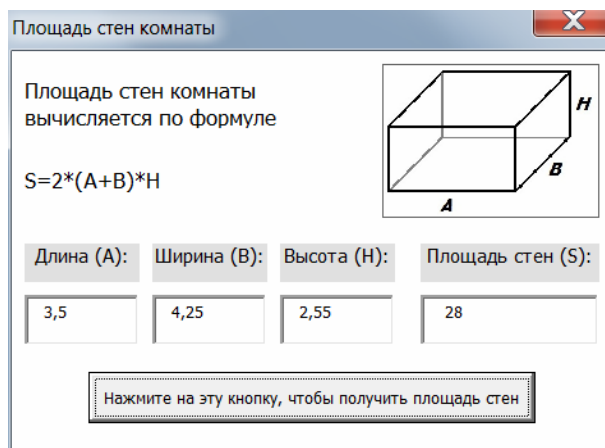 Площадь стен комнаты
X
Площадь стен комнаты
вычисляется по формуле
S=2*(A+B)*H
H
B
A
Длина (A): Ширина (B): Высота (H): Площадь стен (S):
3,5 4,25 2,55 28
Нажмите на эту кнопку, чтобы получить площадь стен